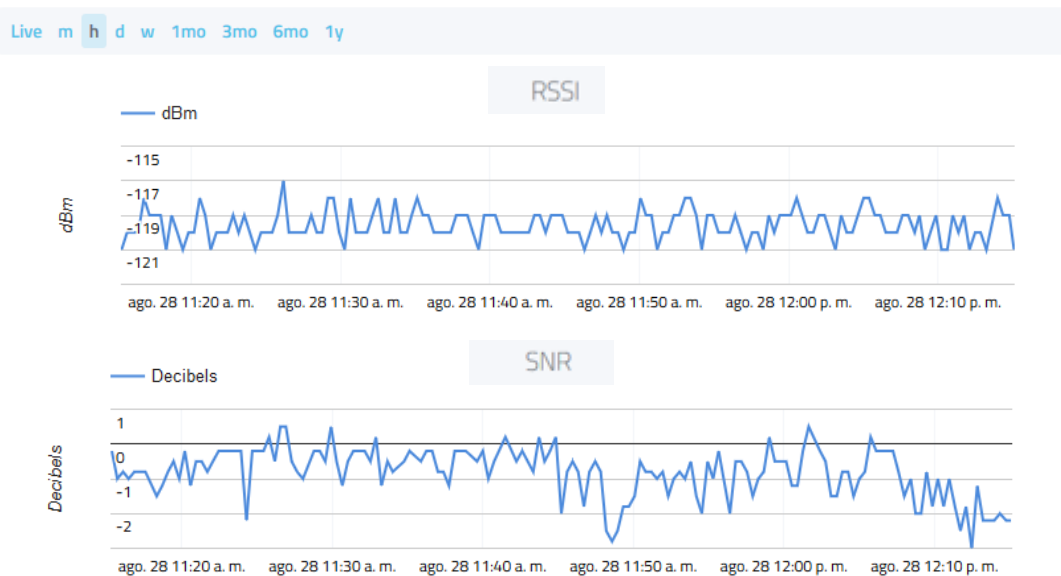 Live m h d w 1mo 3mo 6mo 1y
RSSI
dBm
dBm
-115
-117
-119
-121
ago. 28 11:20 a. m. ago. 28 11:30 a. m. ago. 28 11:40 a. m. ago. 28 11:50 a. m. ago. 28 12:00 p. m. ago. 28 12:10 p. m.
SNR
Decibels
Decibels
1
0
-1
-2
ago. 28 11:20 a. m. ago. 28 11:30 a. m. ago. 28 11:40 a. m. ago. 28 11:50 a. m. ago. 28 12:00 p. m. ago. 28 12:10 p. m.